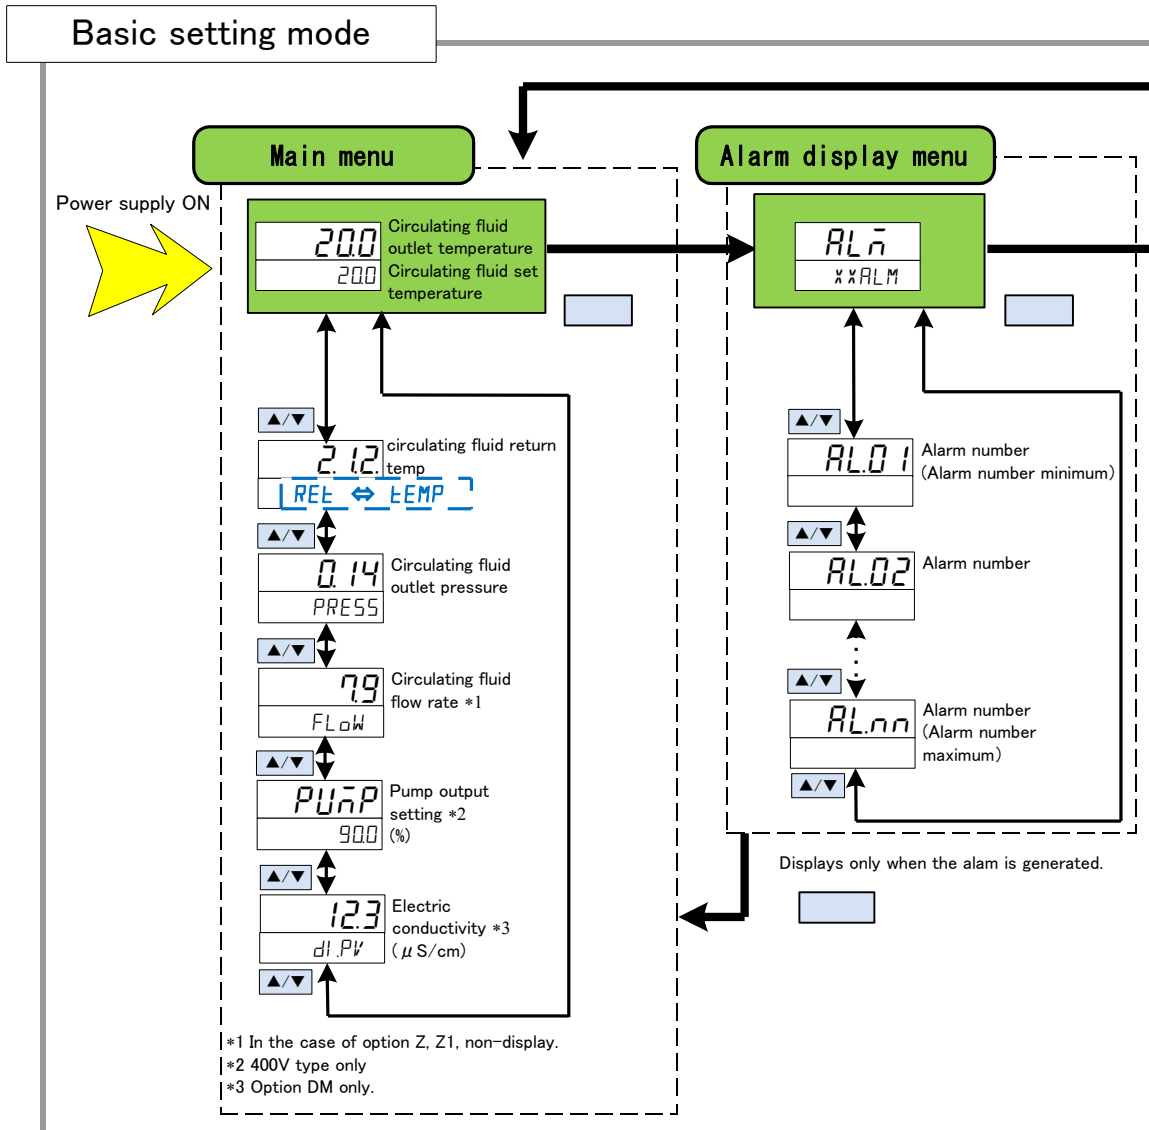 Basic setting mode
Main menu
Power supply ON
20.0
Circulating fluid
outlet temperature
20.0
Circulating fluid set
temperature
▲/▼
21.2.
circulating fluid return
temp
REt ⇔ tEMP
▲/▼
0.14
PRESS
Circulating fluid
outlet pressure
▲/▼
7.9
FLoW
Circulating fluid
flow rate *1
▲/▼
PUMP
90.0
Pump output
setting *2
(%)
▲/▼
12.3
dI.PV
Electric
conductivity *3
(μS/cm)
▲/▼
*1 In the case of option Z, Z1, non-display.
*2 400V type only
*3 Option DM only.
Alarm display menu
ALM
XXALM
▲/▼
AL.01
Alarm number
(Alarm number minimum)
▲/▼
AL.02
Alarm number
▲/▼
AL.nn
Alarm number
(Alarm number
maximum)
▲/▼
Displays only when the alam is generated.